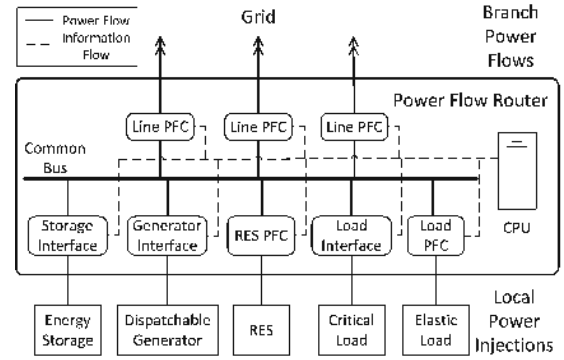 Power Flow
Information
Flow
Grid
Branch
Power
Flows
Power Flow Router
Line PFC
Line PFC
Line PFC
Common
Bus
CPU
Storage
Interface
Generator
Interface
RES PFC
Load
Interface
Load
PFC
Energy
Storage
Dispatchable
Generator
RES
Critical
Load
Elastic
Load
Local
Power
Injections